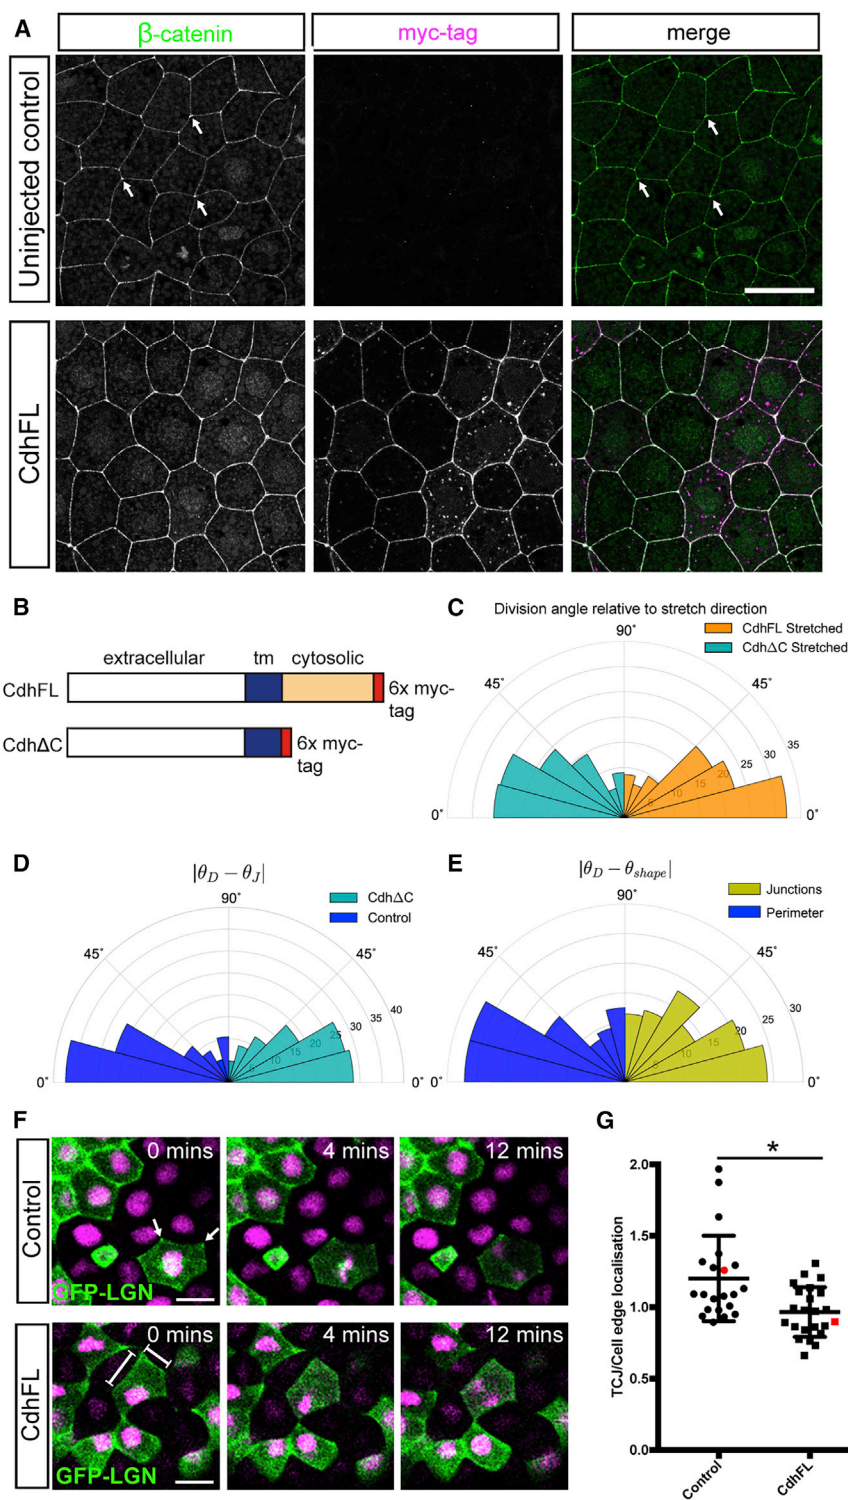 A
β-catenin
myc-tag
merge
Uninjected control
CdhFL
B
extracellular
tm
cytosolic
CdhFL
6x myc-
tag
CdhΔC
6x myc-
tag
C
Division angle relative to stretch direction
CdhFL Stretched
CdhΔC Stretched
90˚
45˚
45˚
0˚
0˚
5
10
15
20
25
30
35
D
|θD − θJ|
CdhΔC
Control
90˚
45˚
45˚
0˚
0˚
5
10
15
20
25
30
35
40
E
|θD − θshape|
Junctions
Perimeter
90˚
45˚
45˚
0˚
0˚
5
10
15
20
25
30
F
Control
0 mins
4 mins
12 mins
GFP-LGN
CdhFL
0 mins
4 mins
12 mins
GFP-LGN
G
*
TCJ/Cell edge localisation
2.0
1.5
1.0
0.5
0.0
Control
CdhFL